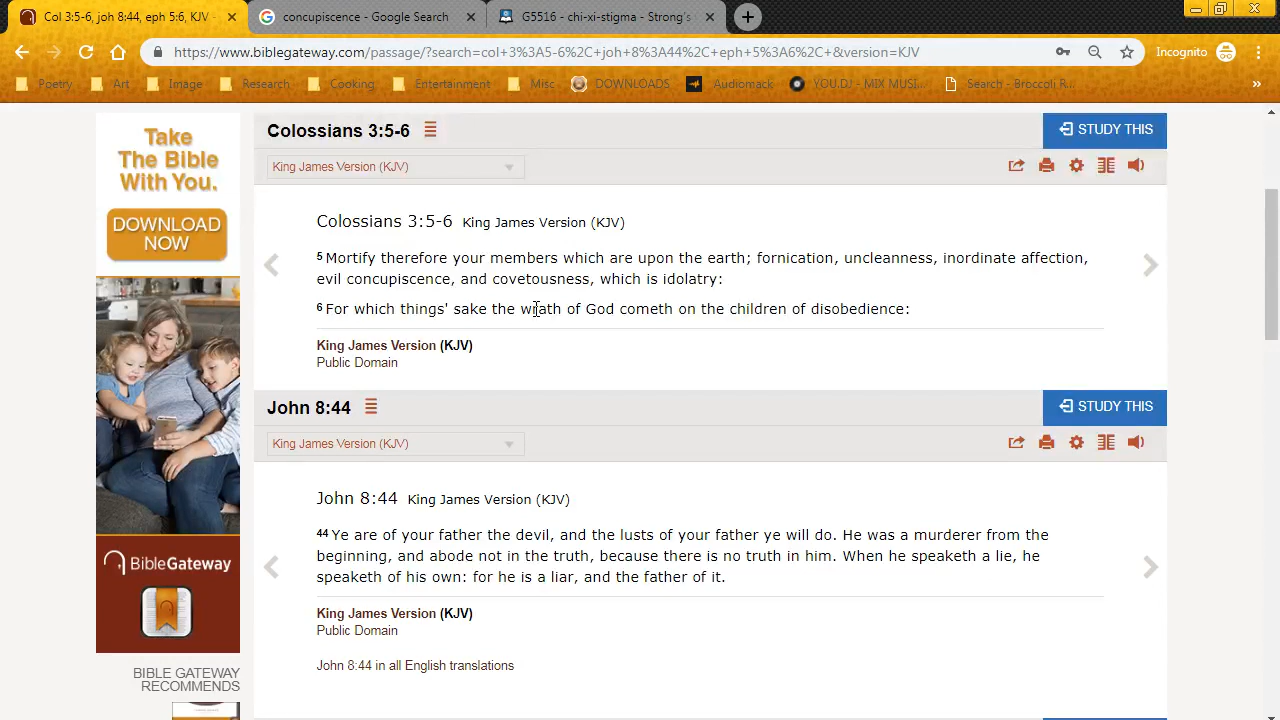 Col 3:5-6, joh 8:44, eph 5:6, KJV -
concupiscence - Google Search
G5516 - chi-xi-stigma - Strong's
https://www.biblegateway.com/passage/?search=col+3%3A5-6%2C+joh+8%3A44%2C+eph+5%3A6%2C+&version=KJV
Incognito
Poetry
Art
Image
Research
Cooking
Entertainment
Misc
DOWNLOADS
Audiomack
YOU.DJ - MIX MUSI...
Search - Broccoli R...
»
Take
The Bible
With You.
DOWNLOAD
NOW
BibleGateway
BIBLE GATEWAY
RECOMMENDS
Colossians 3:5-6
STUDY THIS
King James Version (KJV)
Colossians 3:5-6 King James Version (KJV)
5 Mortify therefore your members which are upon the earth; fornication, uncleanness, inordinate affection,
evil concupiscence, and covetousness, which is idolatry:
6 For which things' sake the wrath of God cometh on the children of disobedience:
King James Version (KJV)
Public Domain
John 8:44
STUDY THIS
King James Version (KJV)
John 8:44 King James Version (KJV)
44 Ye are of your father the devil, and the lusts of your father ye will do. He was a murderer from the
beginning, and abode not in the truth, because there is no truth in him. When he speaketh a lie, he
speaketh of his own: for he is a liar, and the father of it.
King James Version (KJV)
Public Domain
John 8:44 in all English translations